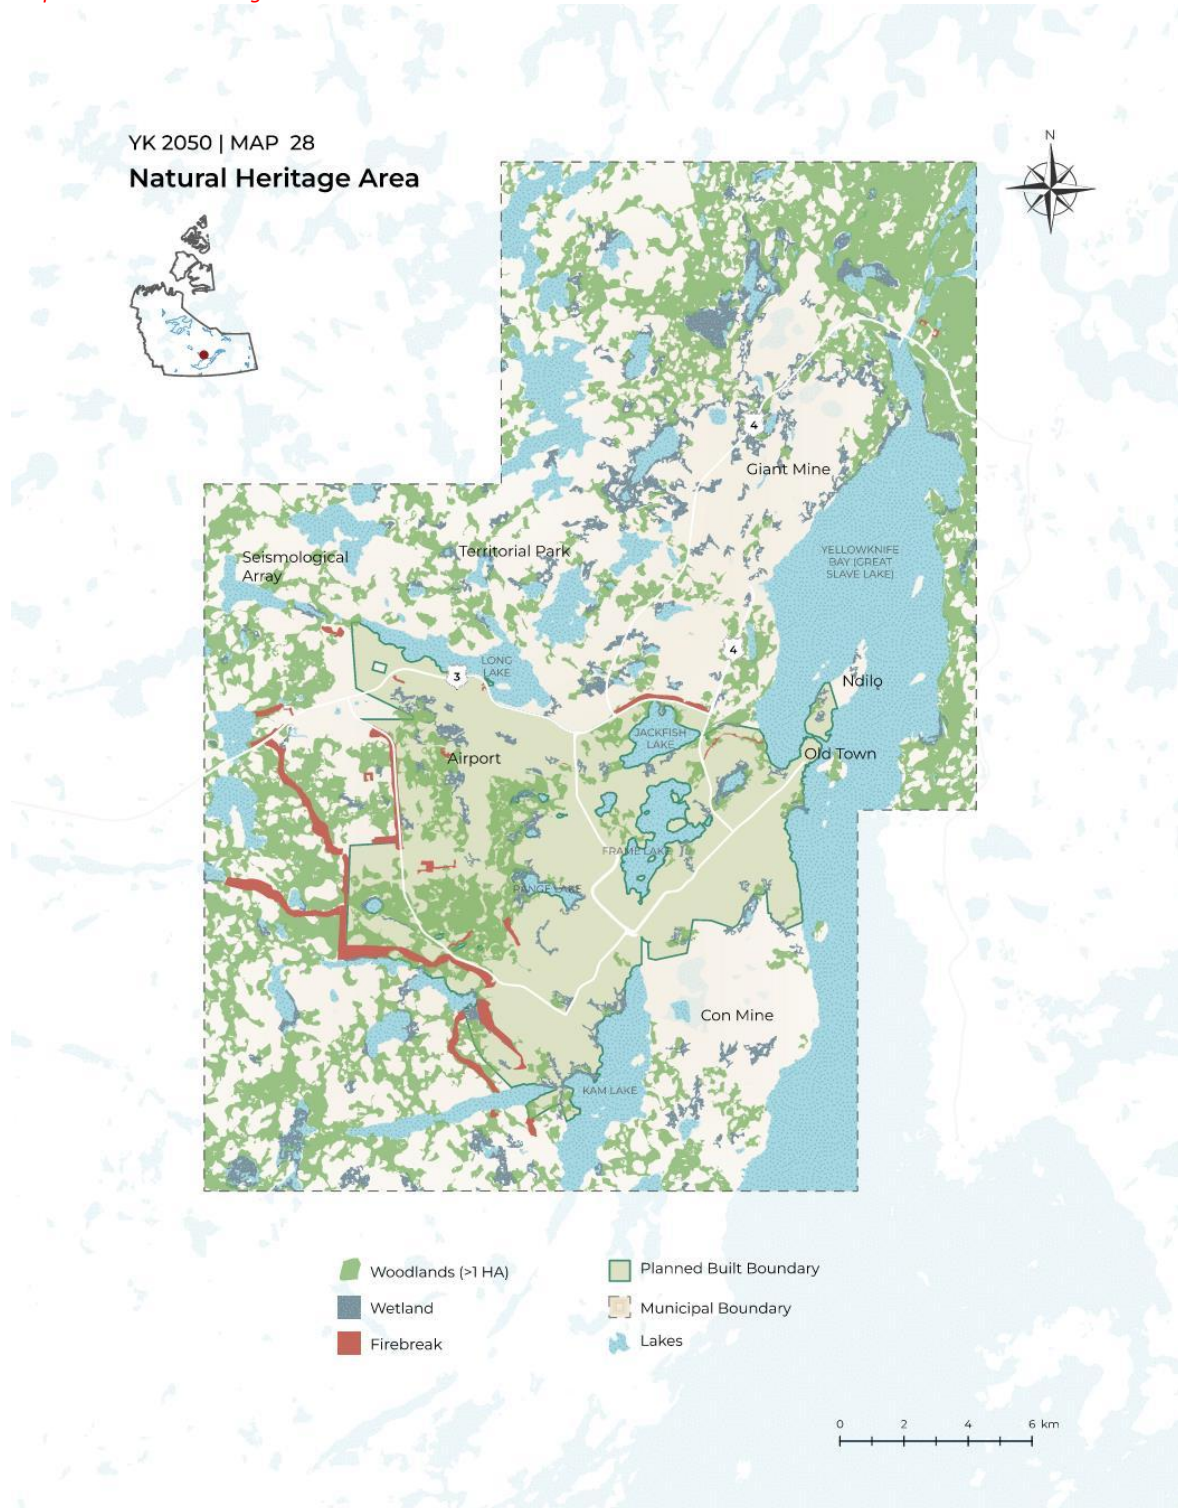 YK 2050 | MAP 28
Natural Heritage Area
N
4
Giant Mine
YELLOWKNIFE
BAY (GREAT
SLAVE LAKE)
Seismological
Array
Territorial Park
4
LONG
LAKE
3
Ndilǫ
JACKFISH
LAKE
Airport
Old Town
FRAME LAKE
RANGE LAKE
Con Mine
KAM LAKE
Woodlands (>1 HA)
Wetland
Firebreak
Planned Built Boundary
Municipal Boundary
Lakes
0 2 4 6 km